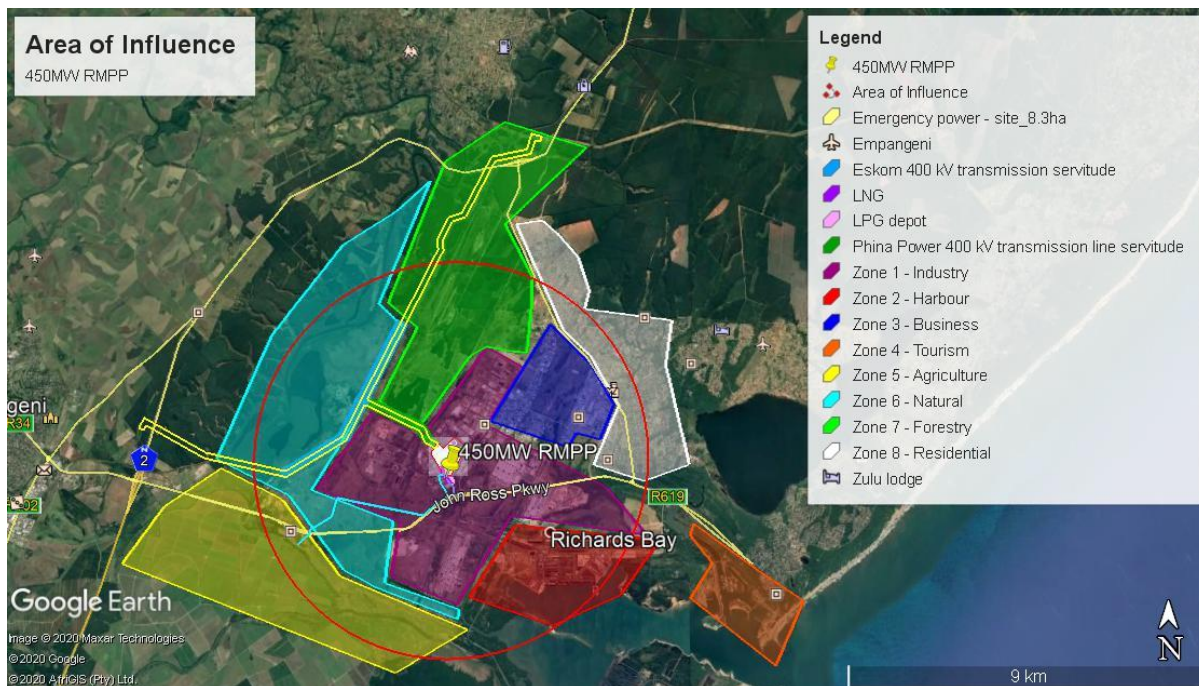 Area of Influence
450MW RMPP
Legend
450MW RMPP
Area of Influence
Emergency power - site_8.3ha
Empangeni
Eskom 400 kV transmission servitude
LNG
LPG depot
Phina Power 400 kV transmission line servitude
Zone 1 - Industry
Zone 2 - Harbour
Zone 3 - Business
Zone 4 - Tourism
Zone 5 - Agriculture
Zone 6 - Natural
Zone 7 - Forestry
Zone 8 - Residential
Zulu lodge
geni
R34
N
2
450MW RMPP
John Ross Pkwy
R619
Richards Bay
Google Earth
Image © 2020 Maxar Technologies
© 2020 Google
© 2020 AfriGIS (Pty) Ltd.
N
9 km